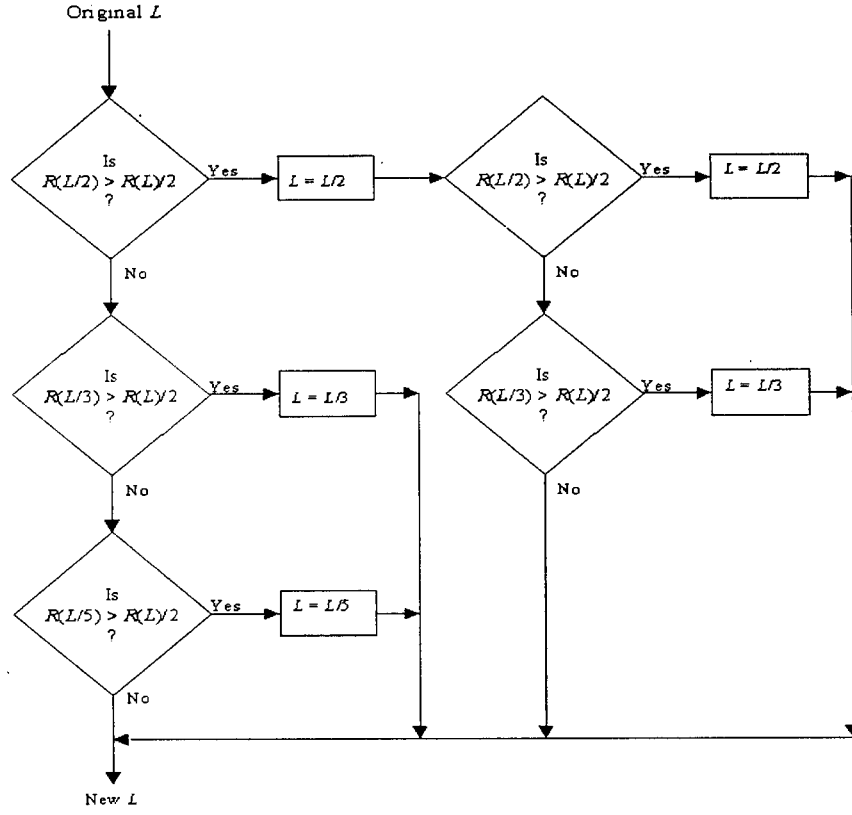 Original L
Is
R(L/2) > R(L)/2
?
Yes
L = L/2
Is
R(L/2) > R(L)/2
?
Yes
L = L/2
No
No
Is
R(L/3) > R(L)/2
?
Yes
L = L/3
Is
R(L/3) > R(L)/2
?
Yes
L = L/3
No
No
Is
R(L/5) > R(L)/2
?
Yes
L = L/5
No
New L